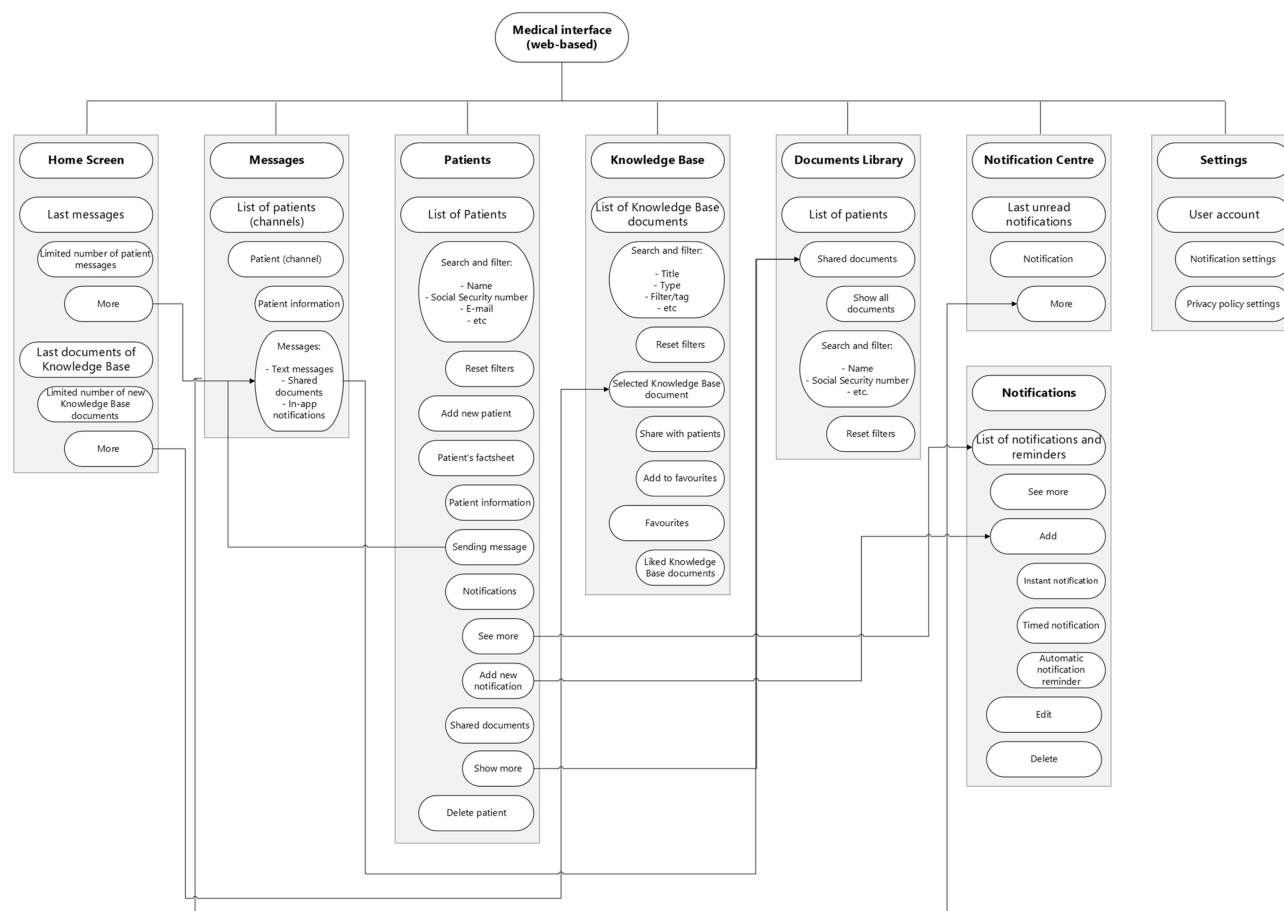 Medical interface
(web-based)
Home Screen
Last messages
Limited number of patient
messages
More
Last documents of
Knowledge Base
Limited number of new
Knowledge Base
documents
More
Messages
List of patients
(channels)
Patient (channel)
Patient information
Messages:
- Text messages
- Shared
documents
- In-app
notifications
Patients
List of Patients
Search and filter:
- Name
- Social Security number
- E-mail
- etc
Reset filters
Add new patient
Patient's factsheet
Patient information
Sending message
Notifications
See more
Add new
notification
Shared documents
Show more
Delete patient
Knowledge Base
List of Knowledge Base
documents
Search and filter:
- Title
- Type
- Filter/tag
- etc
Reset filters
Selected Knowledge Base
document
Share with patients
Add to favourites
Favourites
Liked Knowledge
Base documents
Documents Library
List of patients
Shared documents
Show all
documents
Search and filter:
- Name
- Social Security number
- etc.
Reset filters
Notification Centre
Last unread
notifications
Notification
More
Notifications
List of notifications and
reminders
See more
Add
Instant notification
Timed notification
Automatic
notification
reminder
Edit
Delete
Settings
User account
Notification settings
Privacy policy settings